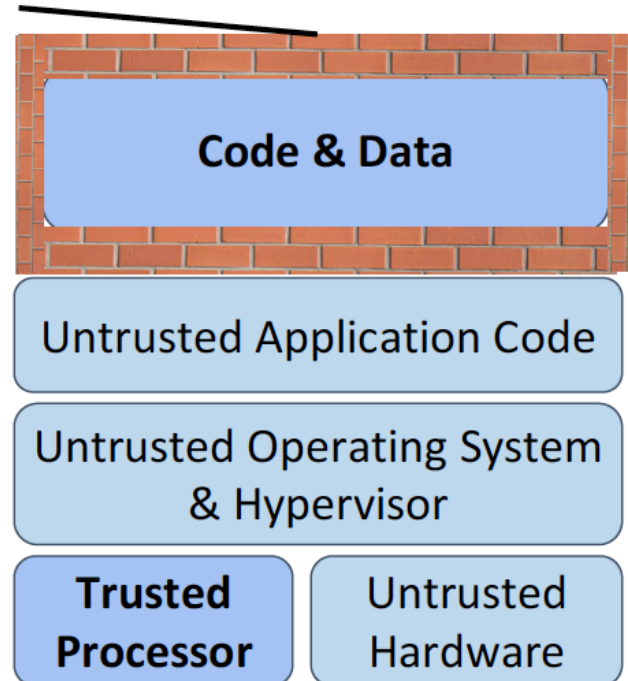 Code & Data
Untrusted Application Code
Untrusted Operating System
& Hypervisor
Trusted
Processor
Untrusted
Hardware